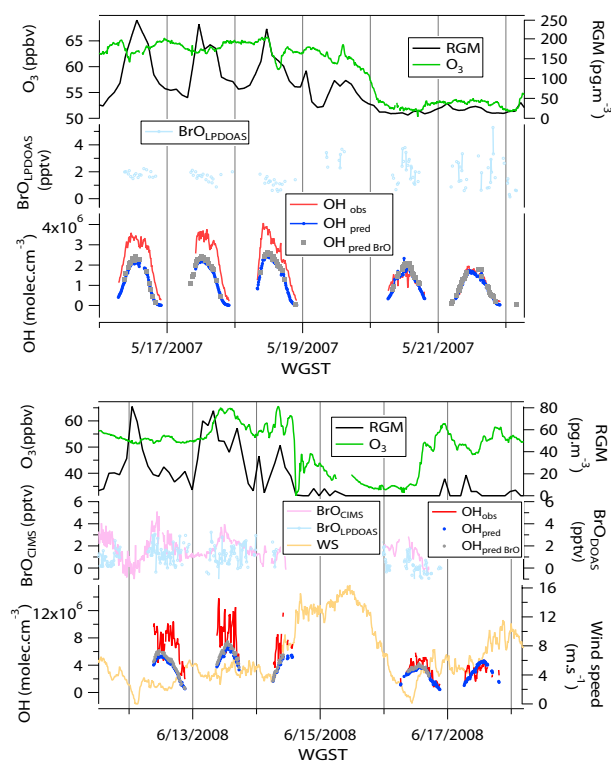 O3 (ppbv)
65
60
55
50
RGM
O3
250
200
150
100
50
0
RGM
(pg.m-3)
BrOLPDOAS
(pptv)
4
2
0
BrOLPDOAS
OH (molec.cm-3)
4x10^6
3
2
1
0
OH obs
OH pred
OH pred BrO
5/17/2007
5/19/2007
5/21/2007
WGST
O3(ppbv)
60
50
40
RGM
O3
80
60
40
20
0
RGM
(pg.m-3)
BrOCIMS (pptv)
6
4
2
0
BrOCIMS
BrOLPDOAS
WS
OHobs
OHpred
OHpred BrO
4
2
0
BrODOAS
(pptv)
OH (molec.cm-3)
12x10^6
8
4
0
16
12
8
4
0
Wind speed
(m.s-1)
6/13/2008
6/15/2008
6/17/2008
WGST